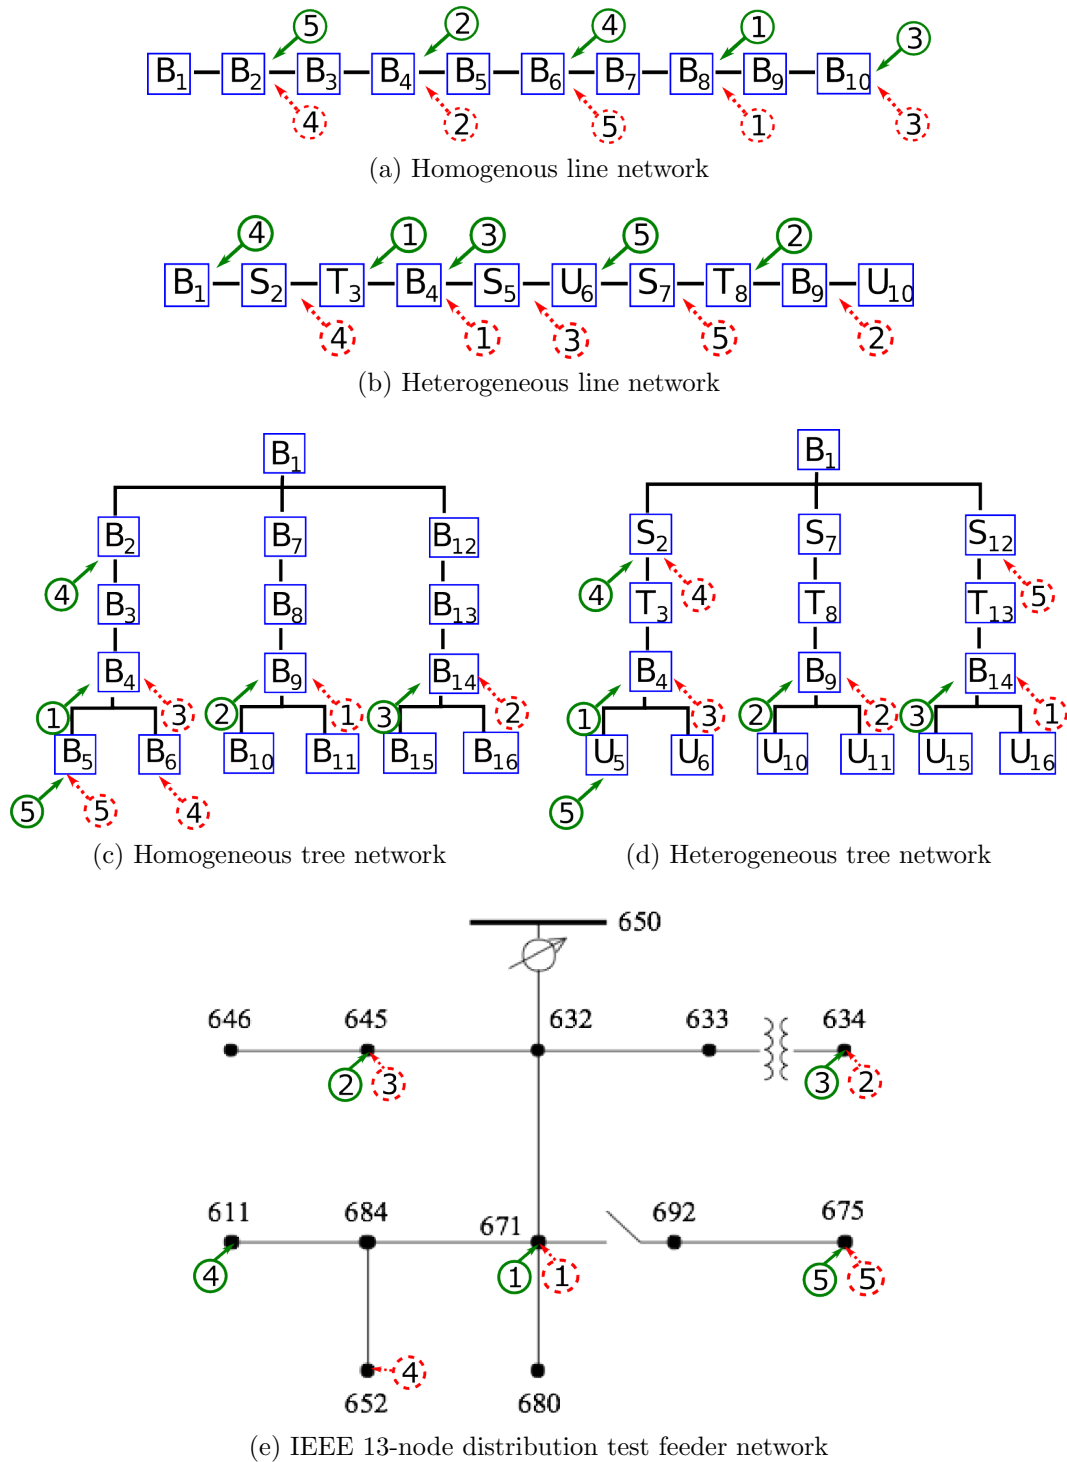 5 2 4 1 3
B1 B2 B3 B4 B5 B6 B7 B8 B9 B10
4 2 5 1 3
(a) Homogenous line network
4 1 3 5 2
B1 S2 T3 B4 S5 U6 S7 T8 B9 U10
4 1 3 5 2
(b) Heterogeneous line network
B1
B2 B7 B12
4
B3 B8 B13
B4 B9 B14
1 3 2 1 3 2
B5 B6 B10 B11 B15 B16
5 5 4
(c) Homogeneous tree network
B1
S2 S7 S12
4 4 5
T3 T8 T13
B4 B9 B14
1 3 2 2 3 1
U5 U6 U10 U11 U15 U16
5
(d) Heterogeneous tree network
650
646 645 632 633 634
2 3 3 2
611 684 671 692 675
4 1 1 5 5
4
652 680
(e) IEEE 13-node distribution test feeder network